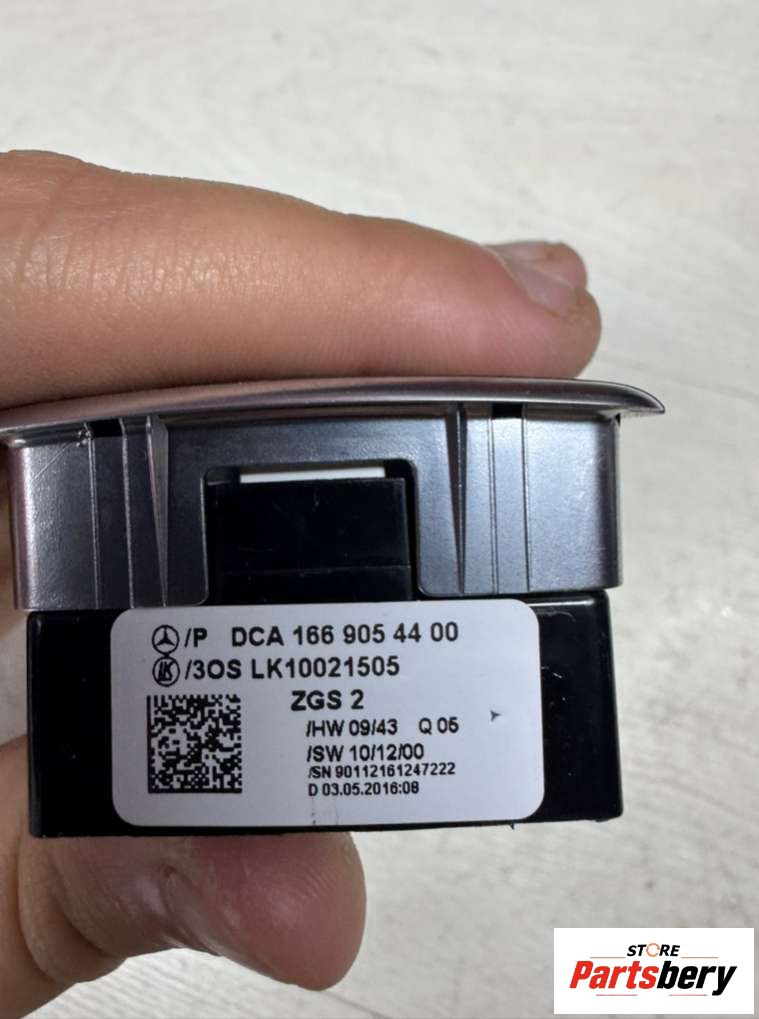 /P DCA 166 905 44 00
LK /3OS LK10021505
ZGS 2
/HW 09/43 Q 05
/SW 10/12/00
/SN 90112161247222
D 03.05.2016:08
STORE
Partsbery